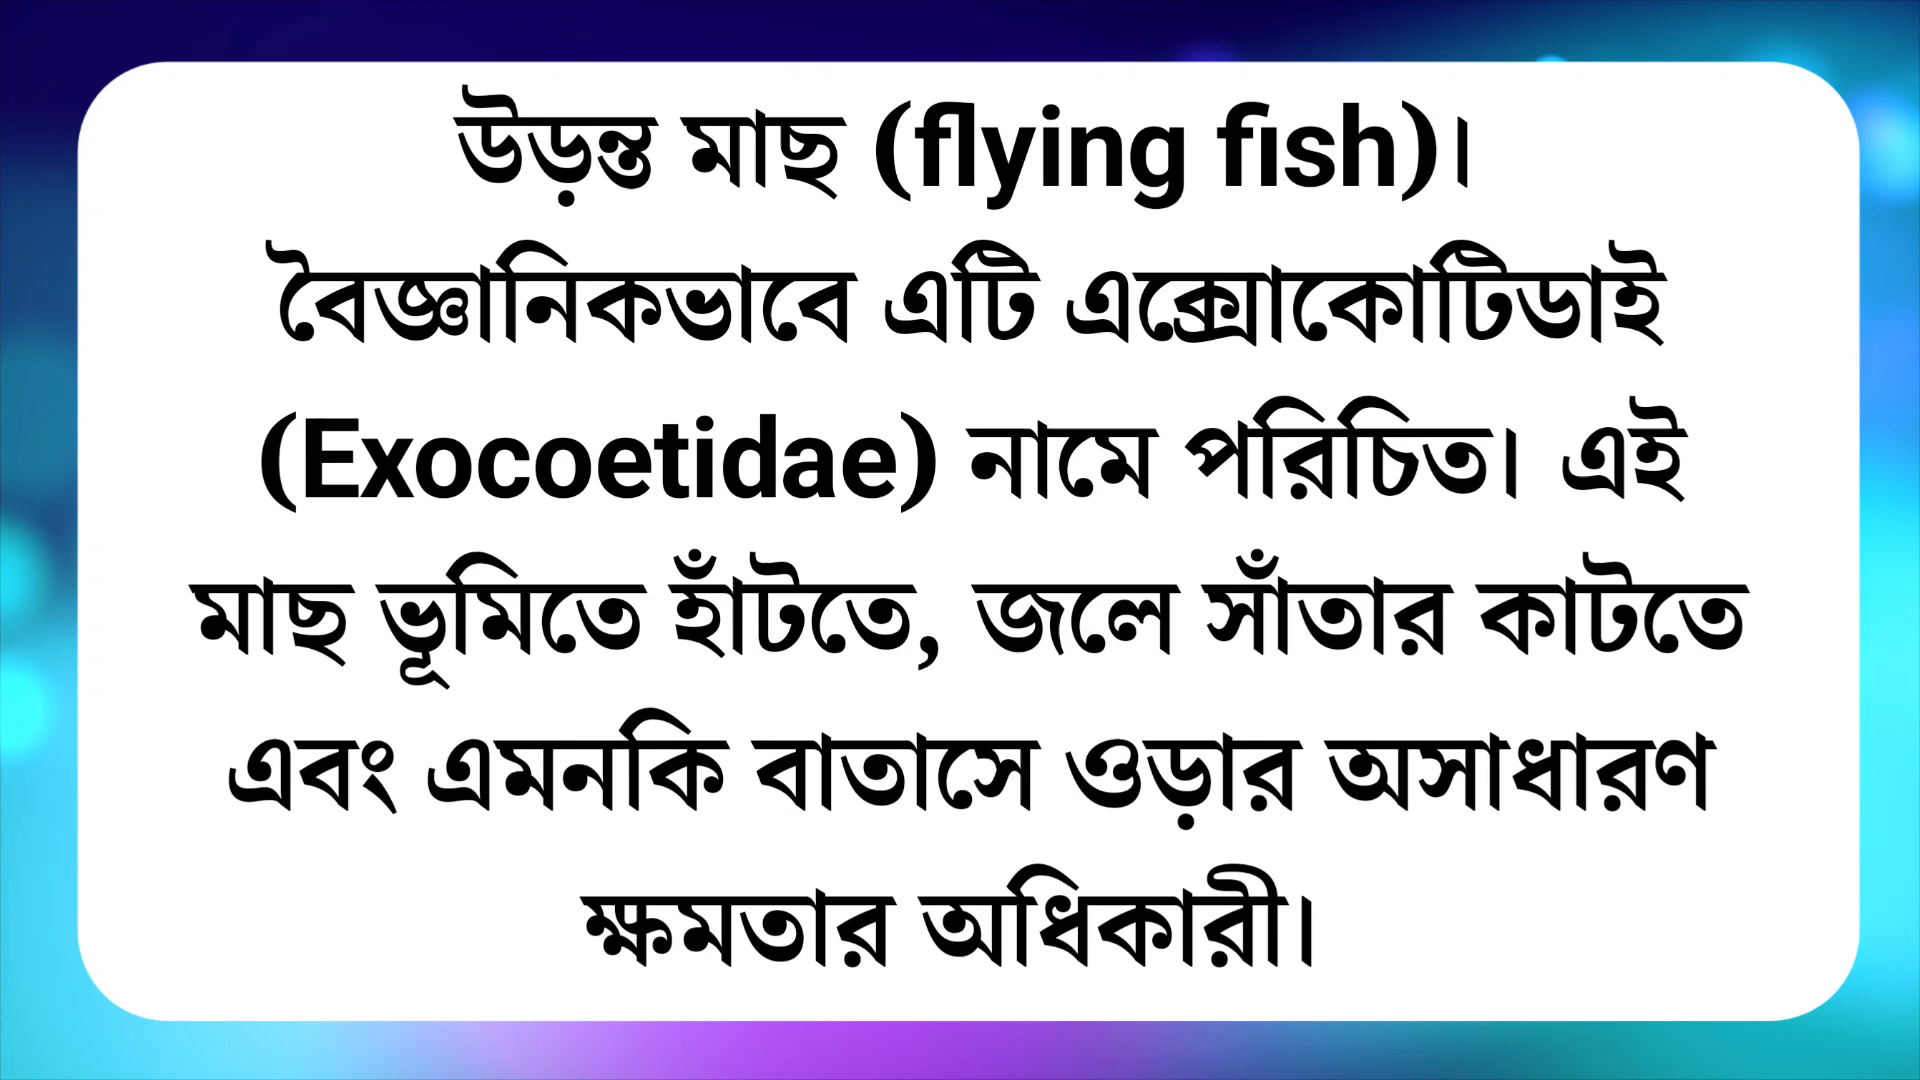 উড়ন্ত মাছ (flying fish)।
বৈজ্ঞানিকভাবে এটি এক্সোকোটিডাই
(Exocoetidae) নামে পরিচিত। এই
মাছ ভূমিতে হাঁটতে, জলে সাঁতার কাটতে
এবং এমনকি বাতাসে ওড়ার অসাধারণ
ক্ষমতার অধিকারী।